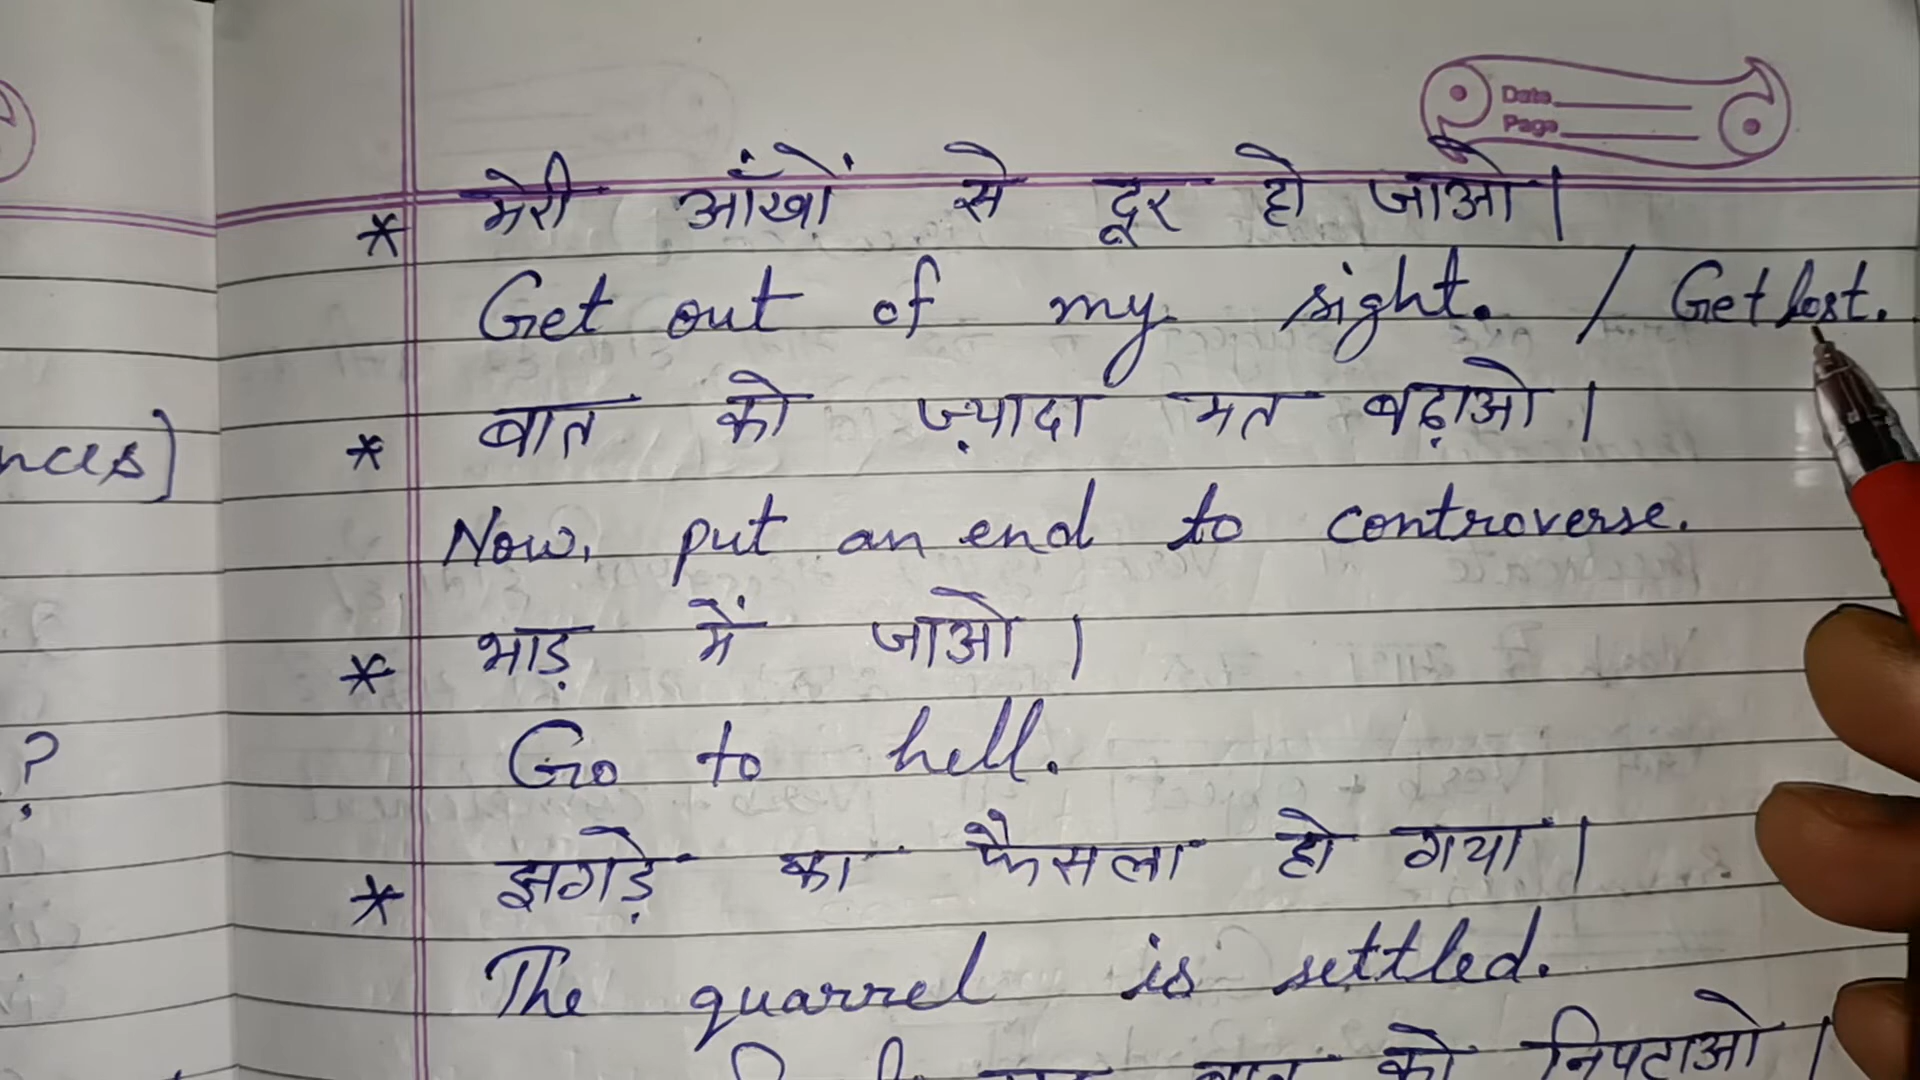 Date
Page
* मेरी आँखों से दूर हो जाओ।
Get out of my sight. / Get lost.
* बात को ज़्यादा मत बढ़ाओ।
Now, put an end to controverse.
* भाड़ में जाओ।
Go to hell.
* झगड़े का फैसला हो गया।
The quarrel is settled.
बात को निपटाओ।
nces)
?